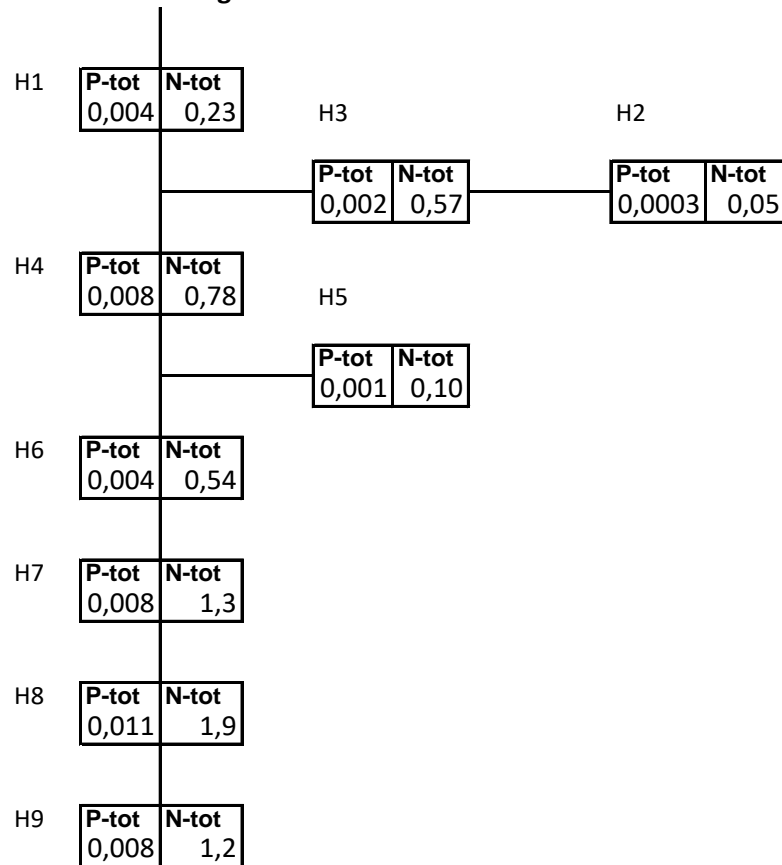 g
H1 P-tot N-tot
0,004 0,23 H3 H2
P-tot N-tot P-tot N-tot
0,002 0,57 0,0003 0,05
H4 P-tot N-tot
0,008 0,78 H5
P-tot N-tot
0,001 0,10
H6 P-tot N-tot
0,004 0,54
H7 P-tot N-tot
0,008 1,3
H8 P-tot N-tot
0,011 1,9
H9 P-tot N-tot
0,008 1,2